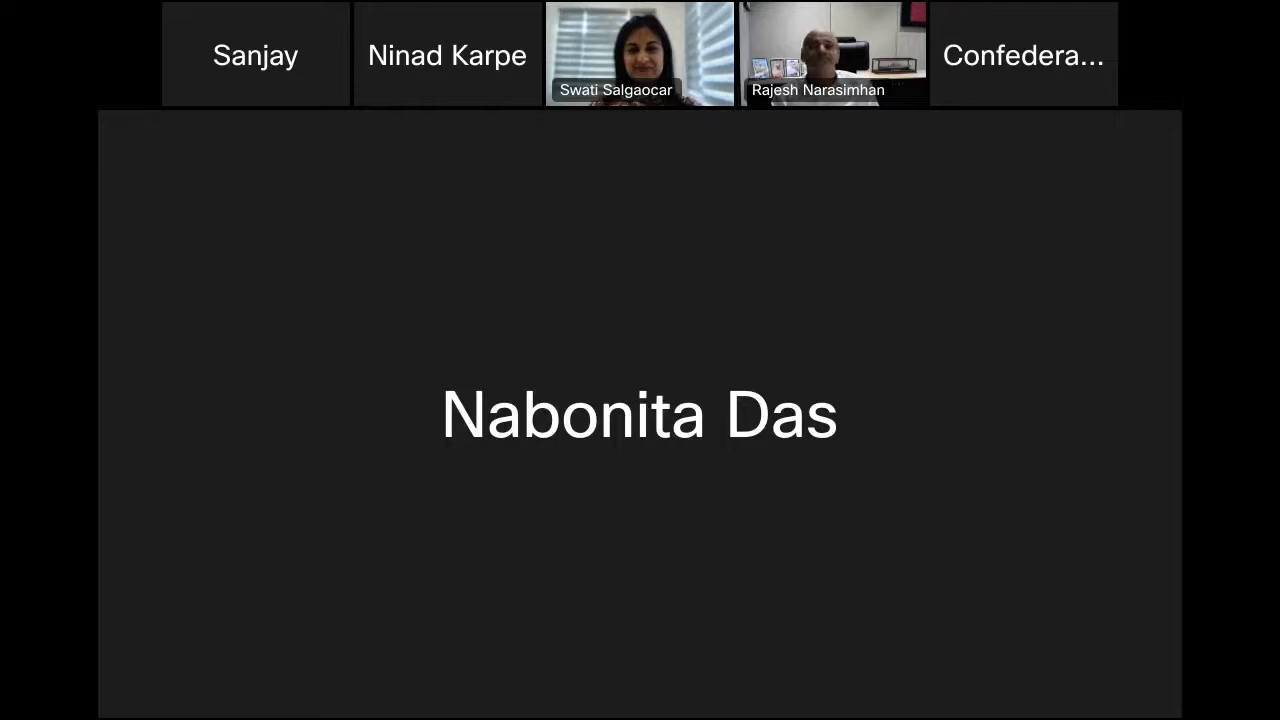 Sanjay
Ninad Karpe
Swati Salgaocar
Rajesh Narasimhan
Confedera...
Nabonita Das